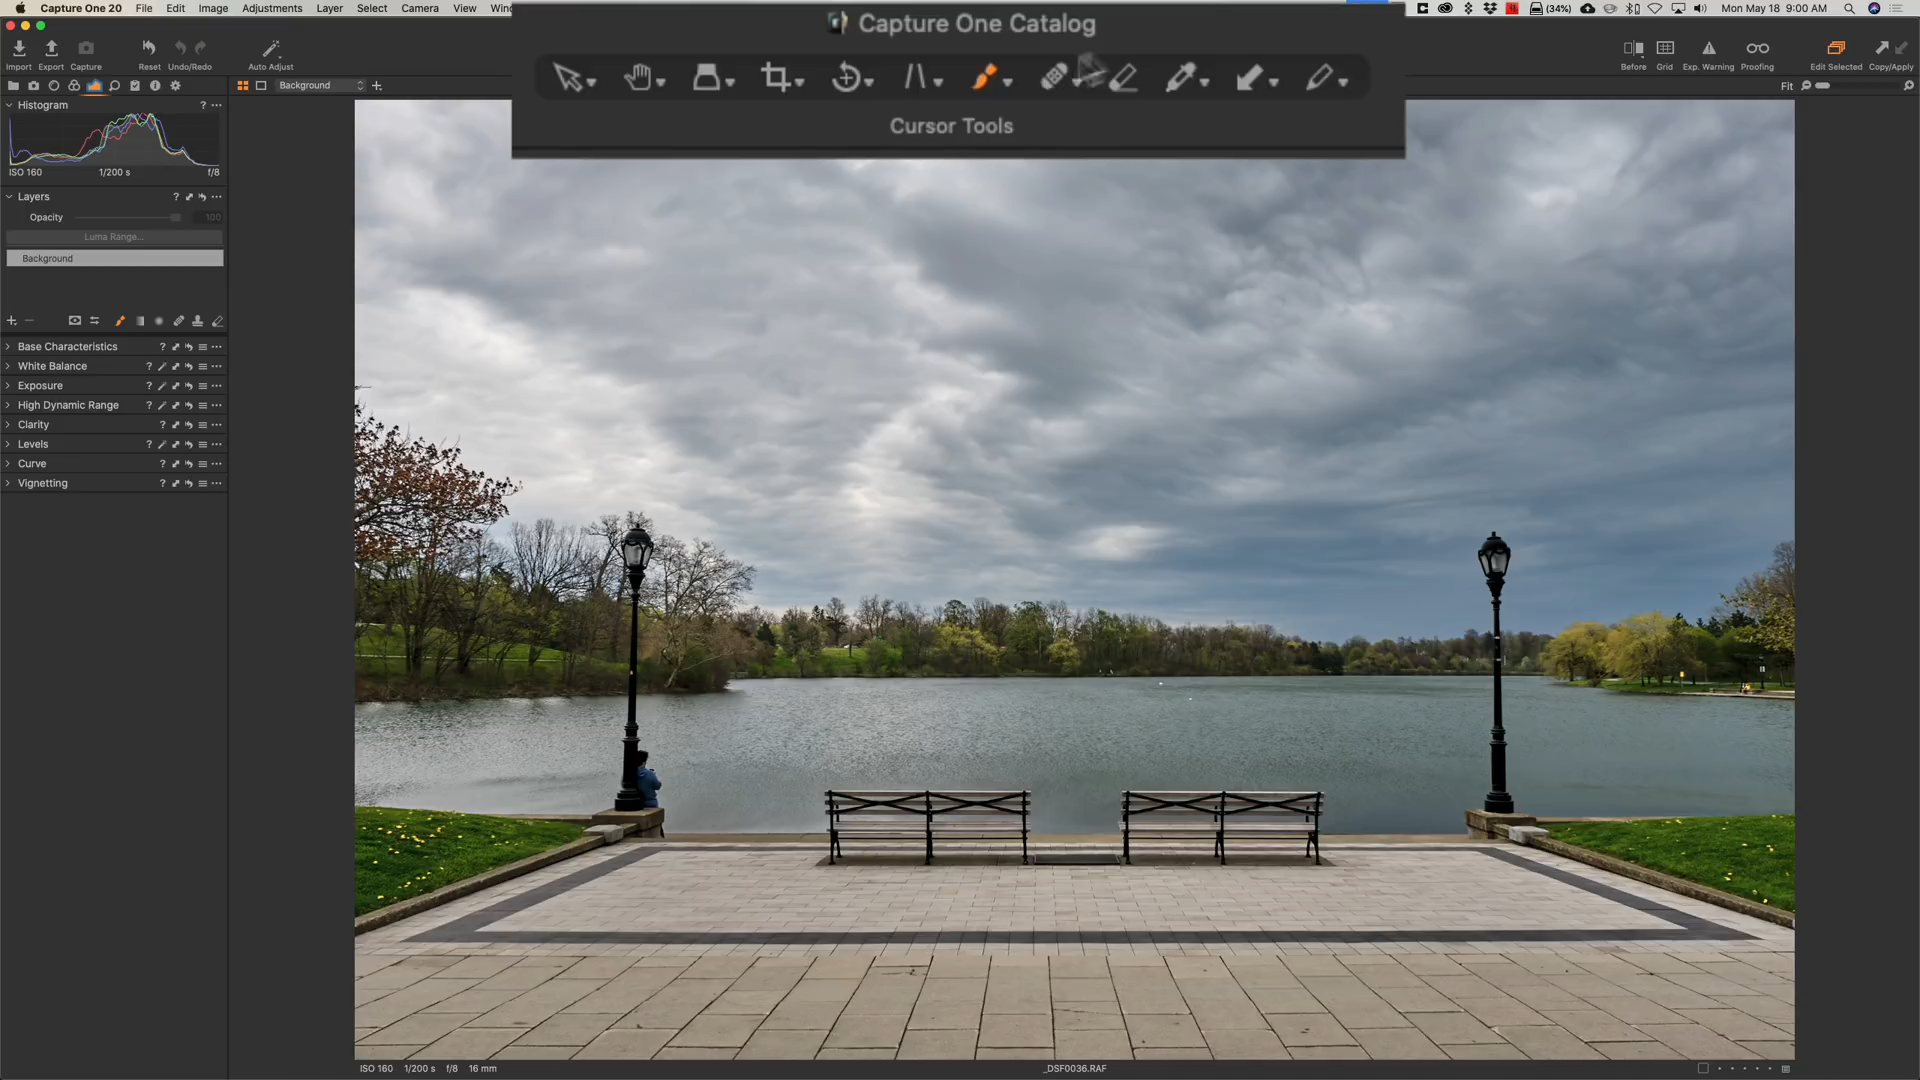 Capture One 20 File Edit Image Adjustments Layer Select Camera View
(34%) Mon May 18 9:00 AM
Capture One Catalog
Import Export Capture Reset Undo/Redo Auto Adjust
Cursor Tools
Before Grid Exp. Warning Proofing Edit Selected Copy/Apply
Background
Fit
Histogram ?
ISO 160 1/200 s f/8
Layers ?
Opacity 100
Luma Range...
Background
Base Characteristics ?
White Balance ?
Exposure ?
High Dynamic Range ?
Clarity ?
Levels ?
Curve ?
Vignetting ?
ISO 160 1/200 s f/8 16 mm
_DSF0036.RAF